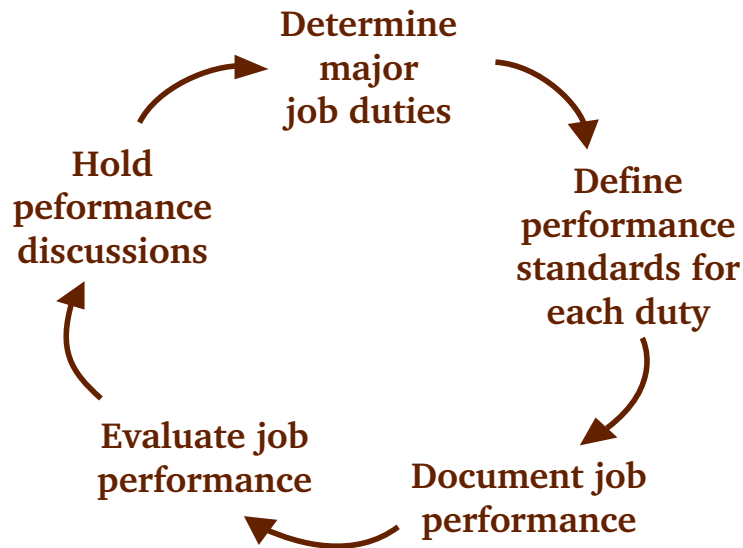 Determine
major
job duties
Define
performance
standards for
each duty
Document job
performance
Evaluate job
performance
Hold
peformance
discussions